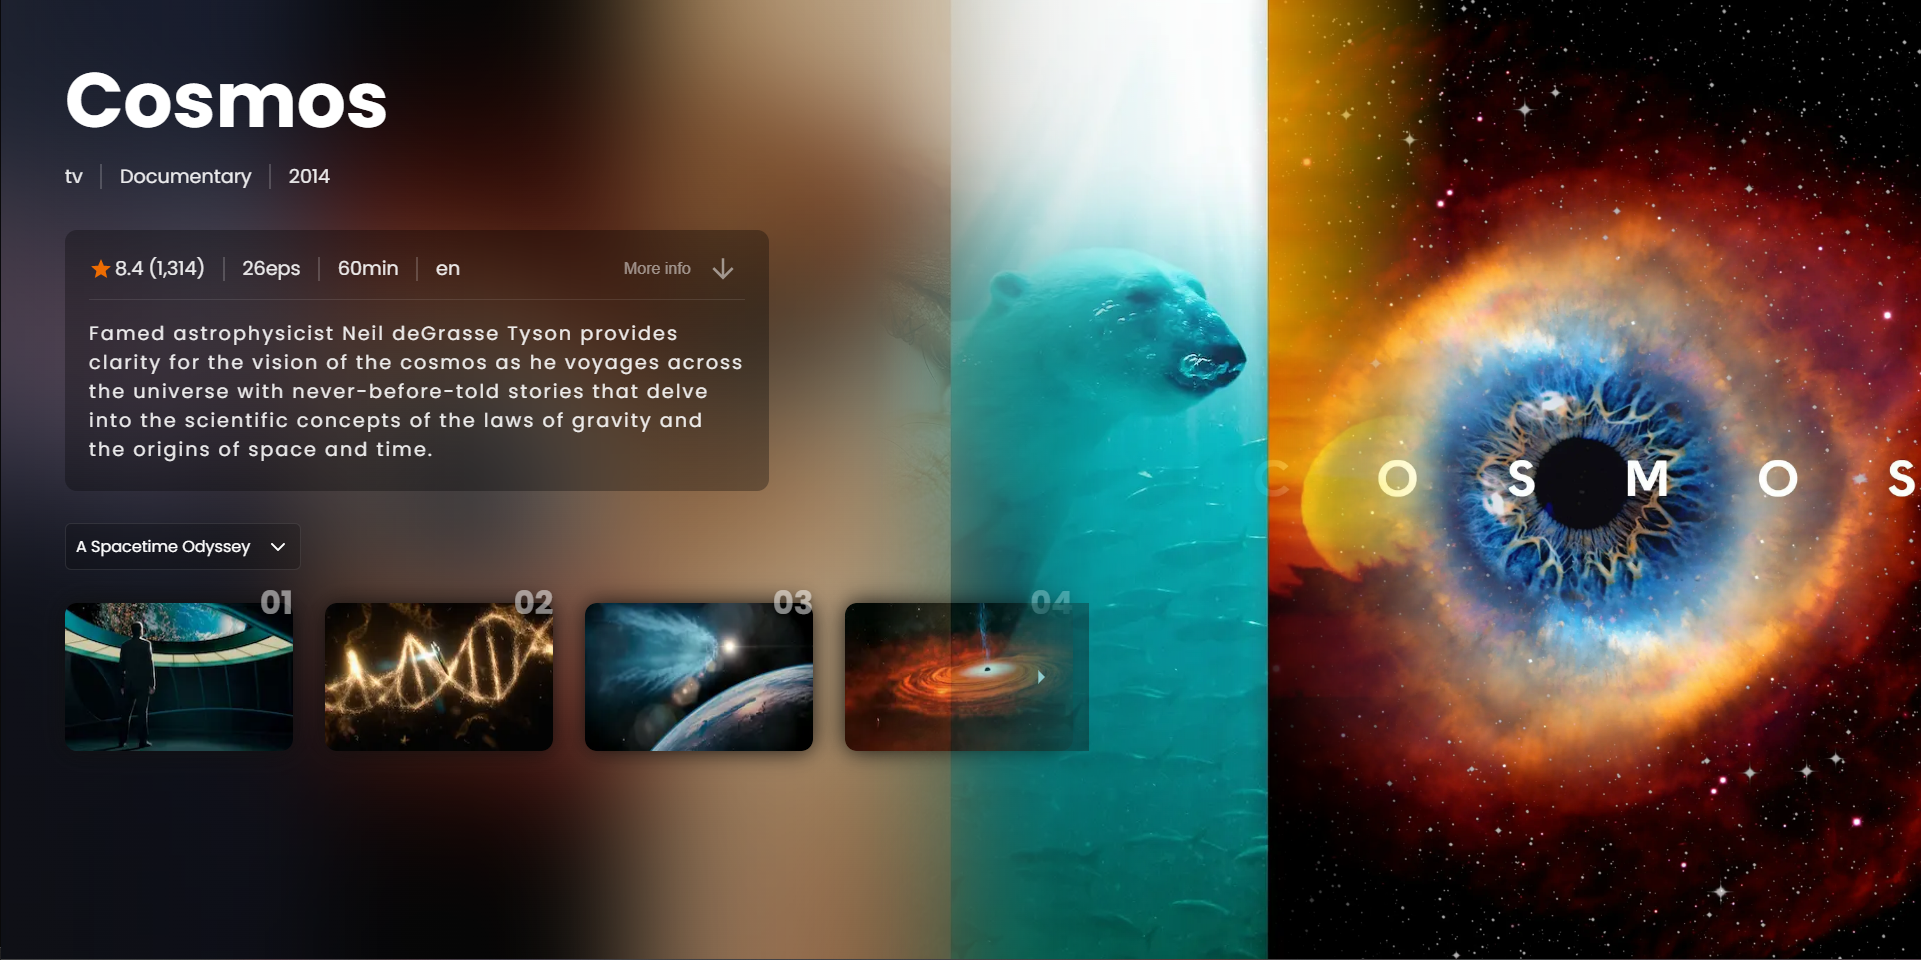 Cosmos
tv
Documentary
2014
8.4 (1,314)
26eps
60min
en
More info
Famed astrophysicist Neil deGrasse Tyson provides
clarity for the vision of the cosmos as he voyages across
the universe with never-before-told stories that delve
into the scientific concepts of the laws of gravity and
the origins of space and time.
COSMOS
A Spacetime Odyssey
01
02
03
04